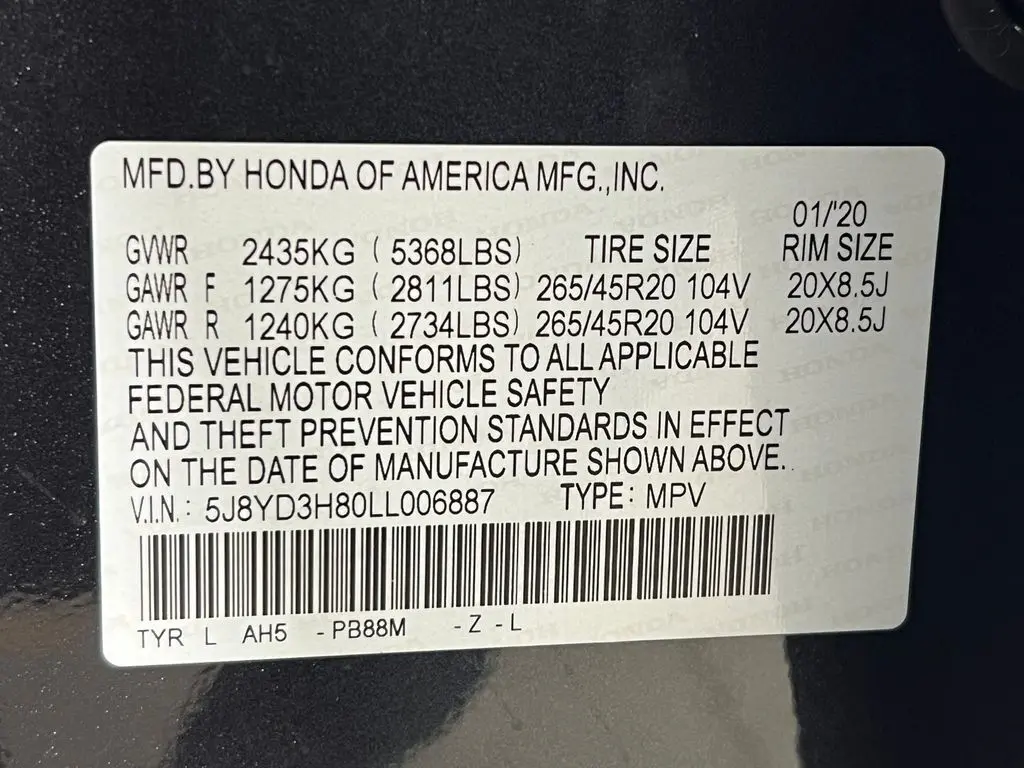 MFD.BY HONDA OF AMERICA MFG.,INC.
01/'20
GVWR 2435KG ( 5368LBS) TIRE SIZE RIM SIZE
GAWR F 1275KG ( 2811LBS) 265/45R20 104V 20X8.5J
GAWR R 1240KG ( 2734LBS) 265/45R20 104V 20X8.5J
THIS VEHICLE CONFORMS TO ALL APPLICABLE
FEDERAL MOTOR VEHICLE SAFETY
AND THEFT PREVENTION STANDARDS IN EFFECT
ON THE DATE OF MANUFACTURE SHOWN ABOVE.
V.I.N.: 5J8YD3H80LL006887 TYPE: MPV
TYR L AH5 -PB88M -Z -L